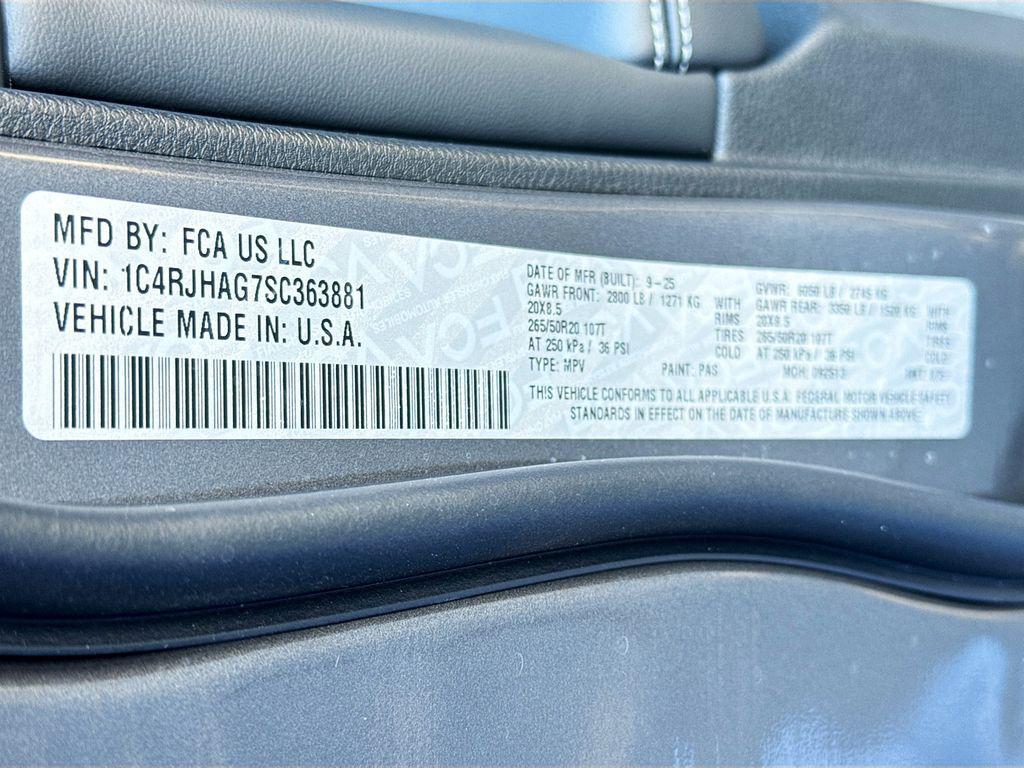 MFD BY: FCA US LLC
VIN: 1C4RJHAG7SC363881
VEHICLE MADE IN: U.S.A.
DATE OF MFR (BUILT): 9-25
GAWR FRONT: 2800 LB / 1271 KG WITH
20X8.5 RIMS
265/50R20 107T TIRES
AT 250 kPa / 36 PSI COLD
TYPE: MPV PAINT: PAS
GVWR: 6050 LB / 2745 KG
GAWR REAR: 3350 LB / 1520 KG WITH
20X8.5 RIMS
265/50R20 107T TIRES
AT 250 kPa / 36 PSI COLD
MDH: 092513
THIS VEHICLE CONFORMS TO ALL APPLICABLE U.S.A. FEDERAL MOTOR VEHICLE SAFETY
STANDARDS IN EFFECT ON THE DATE OF MANUFACTURE SHOWN ABOVE.